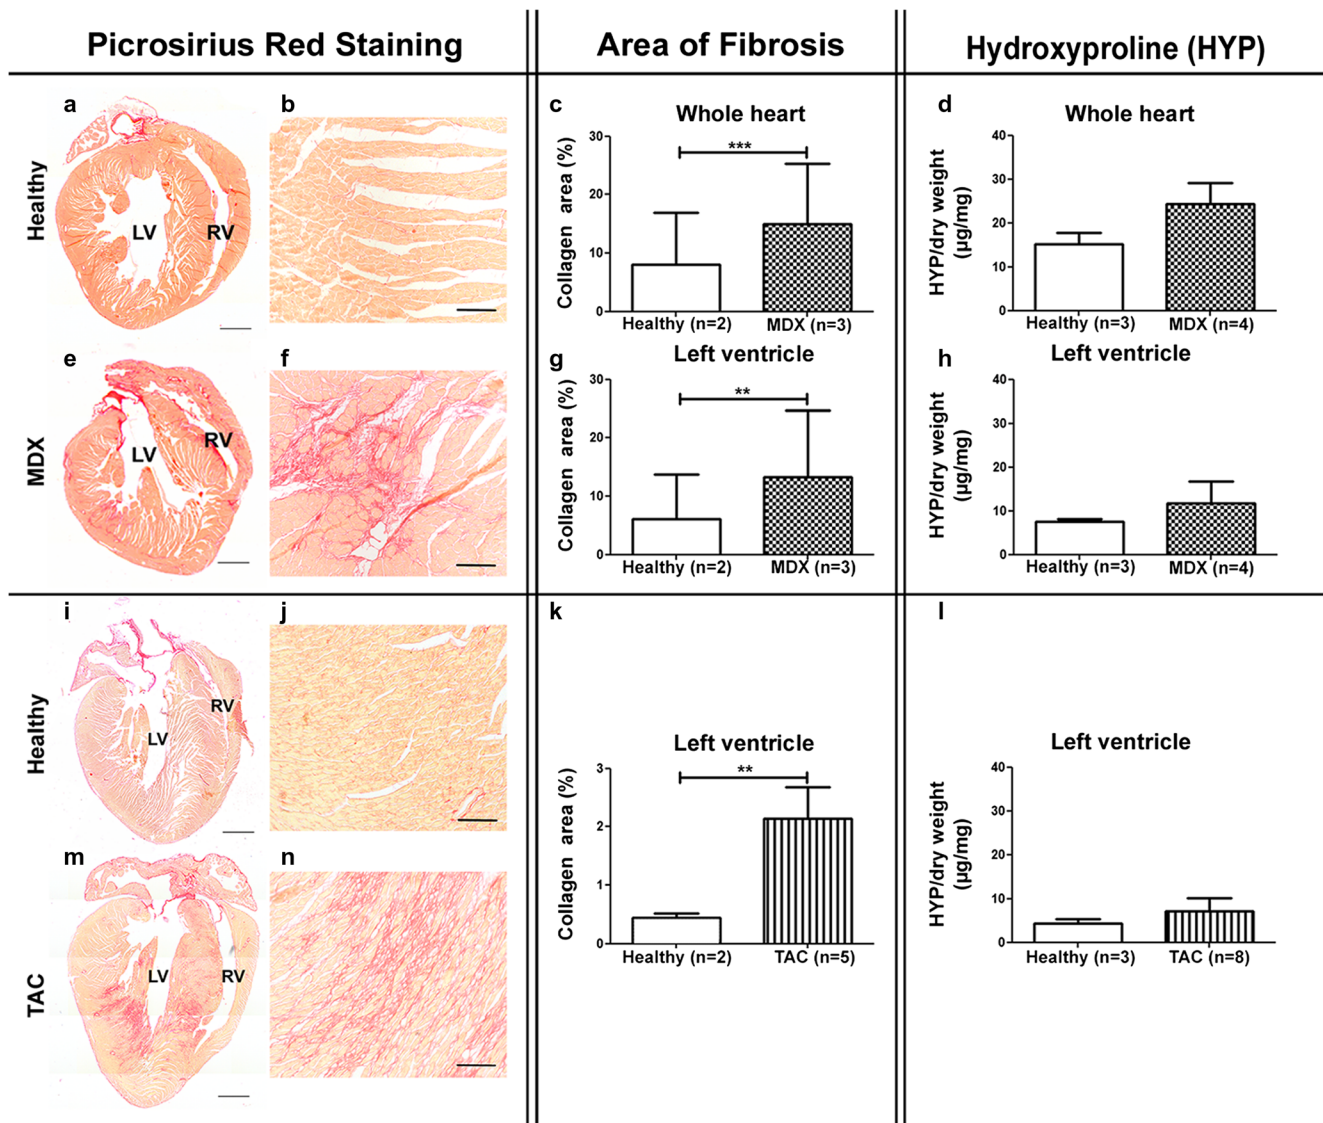 Picrosirius Red Staining
Area of Fibrosis
Hydroxyproline (HYP)
Healthy
a
LV
RV
b
c
Whole heart
Collagen area (%)
30
20
10
0
***
Healthy (n=2)
MDX (n=3)
d
Whole heart
HYP/dry weight
(µg/mg)
40
30
20
10
0
Healthy (n=3)
MDX (n=4)
MDX
e
LV
RV
f
g
Left ventricle
Collagen area (%)
30
20
10
0
**
Healthy (n=2)
MDX (n=3)
h
Left ventricle
HYP/dry weight
(µg/mg)
40
30
20
10
0
Healthy (n=3)
MDX (n=4)
Healthy
i
LV
RV
j
k
Left ventricle
Collagen area (%)
3
2
1
0
**
Healthy (n=2)
TAC (n=5)
l
Left ventricle
HYP/dry weight
(µg/mg)
40
30
20
10
0
Healthy (n=3)
TAC (n=8)
TAC
m
LV
RV
n